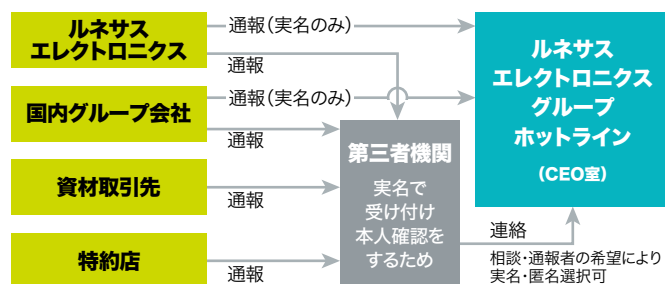 ルネサス
エレクトロニクス
通報(実名のみ)
通報
国内グループ会社
通報(実名のみ)
通報
資材取引先
通報
特約店
通報
第三者機関
実名で
受け付け
本人確認を
するため
ルネサス
エレクトロニクス
グループ
ホットライン
(CEO室)
連絡
相談・通報者の希望により
実名・匿名選択可